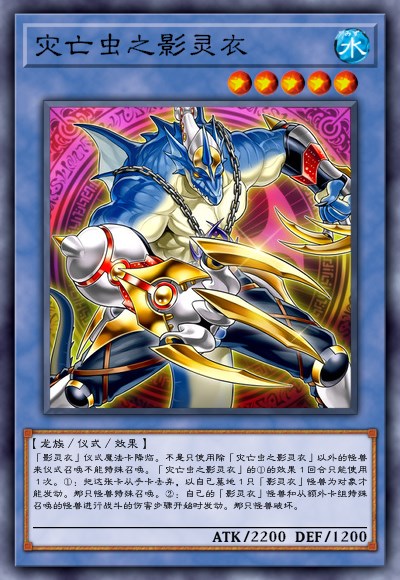 灾亡虫之影灵衣
水
【龙族／仪式／效果】
「影灵衣」仪式魔法卡降临。不是只使用除「灾亡虫之影灵衣」以外的怪兽
来仪式召唤不能特殊召唤。「灾亡虫之影灵衣」的①的效果1回合只能使用
1次。①：把这张卡从手卡丢弃，以自己墓地1只「影灵衣」怪兽为对象才
能发动。那只怪兽特殊召唤。②：自己的「影灵衣」怪兽和从额外卡组特殊
召唤的怪兽进行战斗的伤害步骤开始时发动。那只怪兽破坏。
ATK/2200 DEF/1200